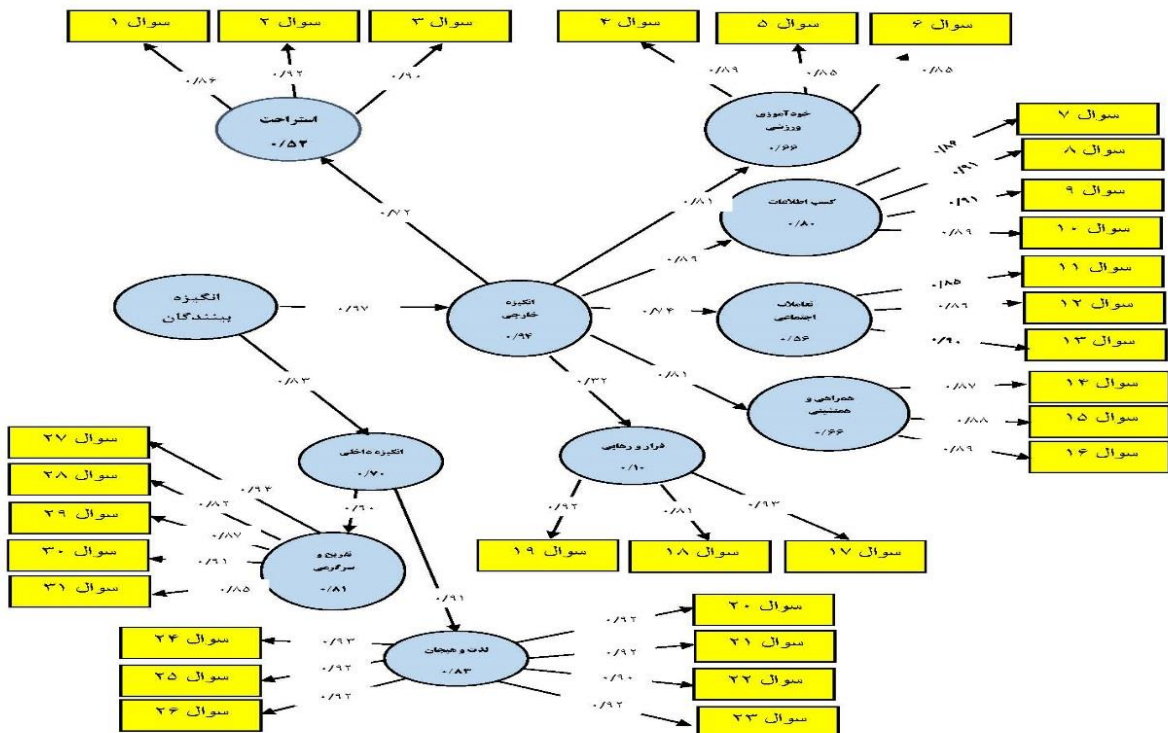 سوال ۱
سوال ۲
سوال ۳
سوال ۴
سوال ۵
سوال ۶
۰/۸۶
۰/۹۲
۰/۹۰
۰/۸۹
۰/۸۵
۰/۸۵
استراحت
۰/۵۲
خودآموزی
ورزشی
۰/۶۶
سوال ۷
سوال ۸
سوال ۹
سوال ۱۰
۰/۹۱
۰/۹۱
۰/۸۹
کسب اطلاعات
۰/۸۰
۰/۷۲
۰/۸۱
۰/۸۹
انگیزه
بینندگان
۰/۹۷
انگیزه
خارجی
۰/۹۴
۰/۷۴
تعاملات
اجتماعی
۰/۵۶
۰/۸۵
۰/۸۶
۰/۹۰
سوال ۱۱
سوال ۱۲
سوال ۱۳
۰/۸۳
۰/۳۲
۰/۸۱
همراهی و
همنشینی
۰/۶۶
۰/۸۷
۰/۸۸
۰/۸۹
سوال ۱۴
سوال ۱۵
سوال ۱۶
انگیزه داخلی
۰/۷۰
فرار و رهایی
۰/۱۰
۰/۹۲
۰/۸۱
۰/۹۳
سوال ۱۹
سوال ۱۸
سوال ۱۷
سوال ۲۷
سوال ۲۸
سوال ۲۹
سوال ۳۰
سوال ۳۱
۰/۹۴
۰/۸۲
۰/۸۷
۰/۹۱
۰/۸۵
۰/۹۰
تفریح و
سرگرمی
۰/۸۱
۰/۹۱
لذت و هیجان
۰/۸۳
سوال ۲۴
سوال ۲۵
سوال ۲۶
۰/۹۳
۰/۹۲
۰/۹۲
۰/۹۲
۰/۹۲
۰/۹۰
۰/۹۲
سوال ۲۰
سوال ۲۱
سوال ۲۲
سوال ۲۳